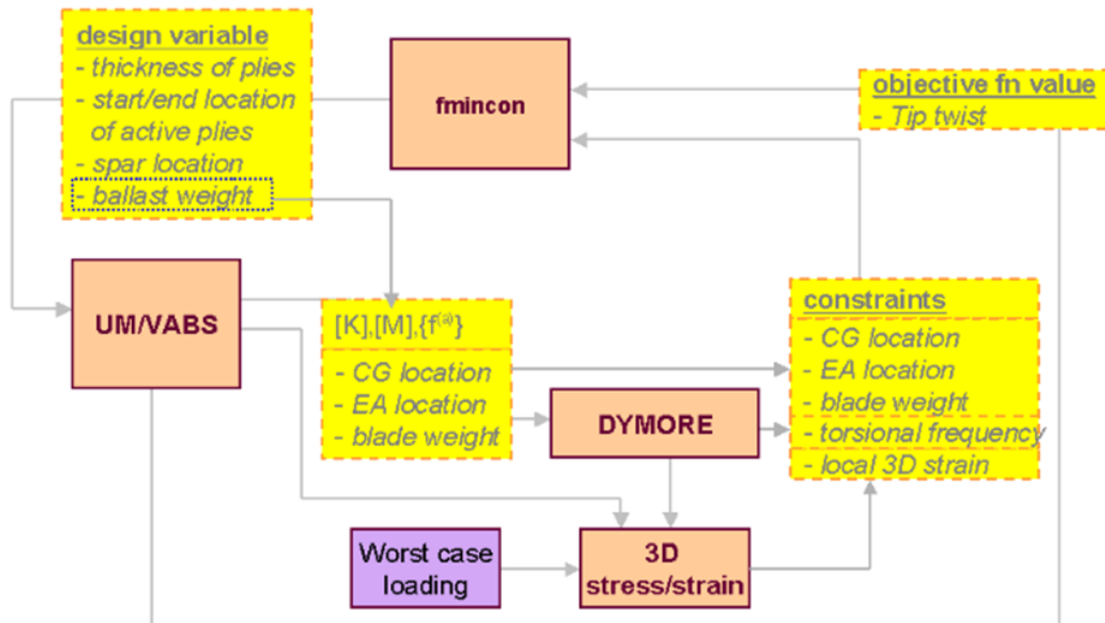 design variable
- thickness of plies
- start/end location
of active plies
- spar location
- ballast weight
fmincon
objective fn value
- Tip twist
UM/VABS
[K],[M],{f(a)}
- CG location
- EA location
- blade weight
DYMORE
constraints
- CG location
- EA location
- blade weight
- torsional frequency
- local 3D strain
Worst case
loading
3D
stress/strain